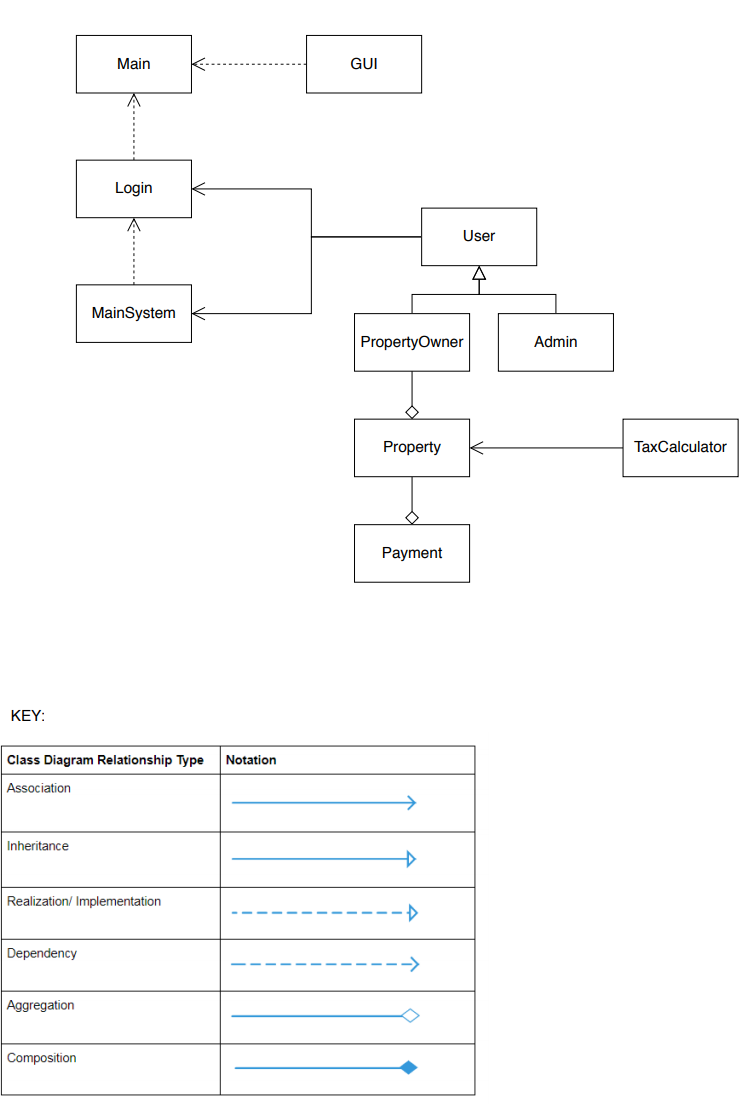 Main
GUI
Login
User
MainSystem
PropertyOwner
Admin
Property
TaxCalculator
Payment
KEY:
Class Diagram Relationship Type
Notation
Association
Inheritance
Realization/ Implementation
Dependency
Aggregation
Composition